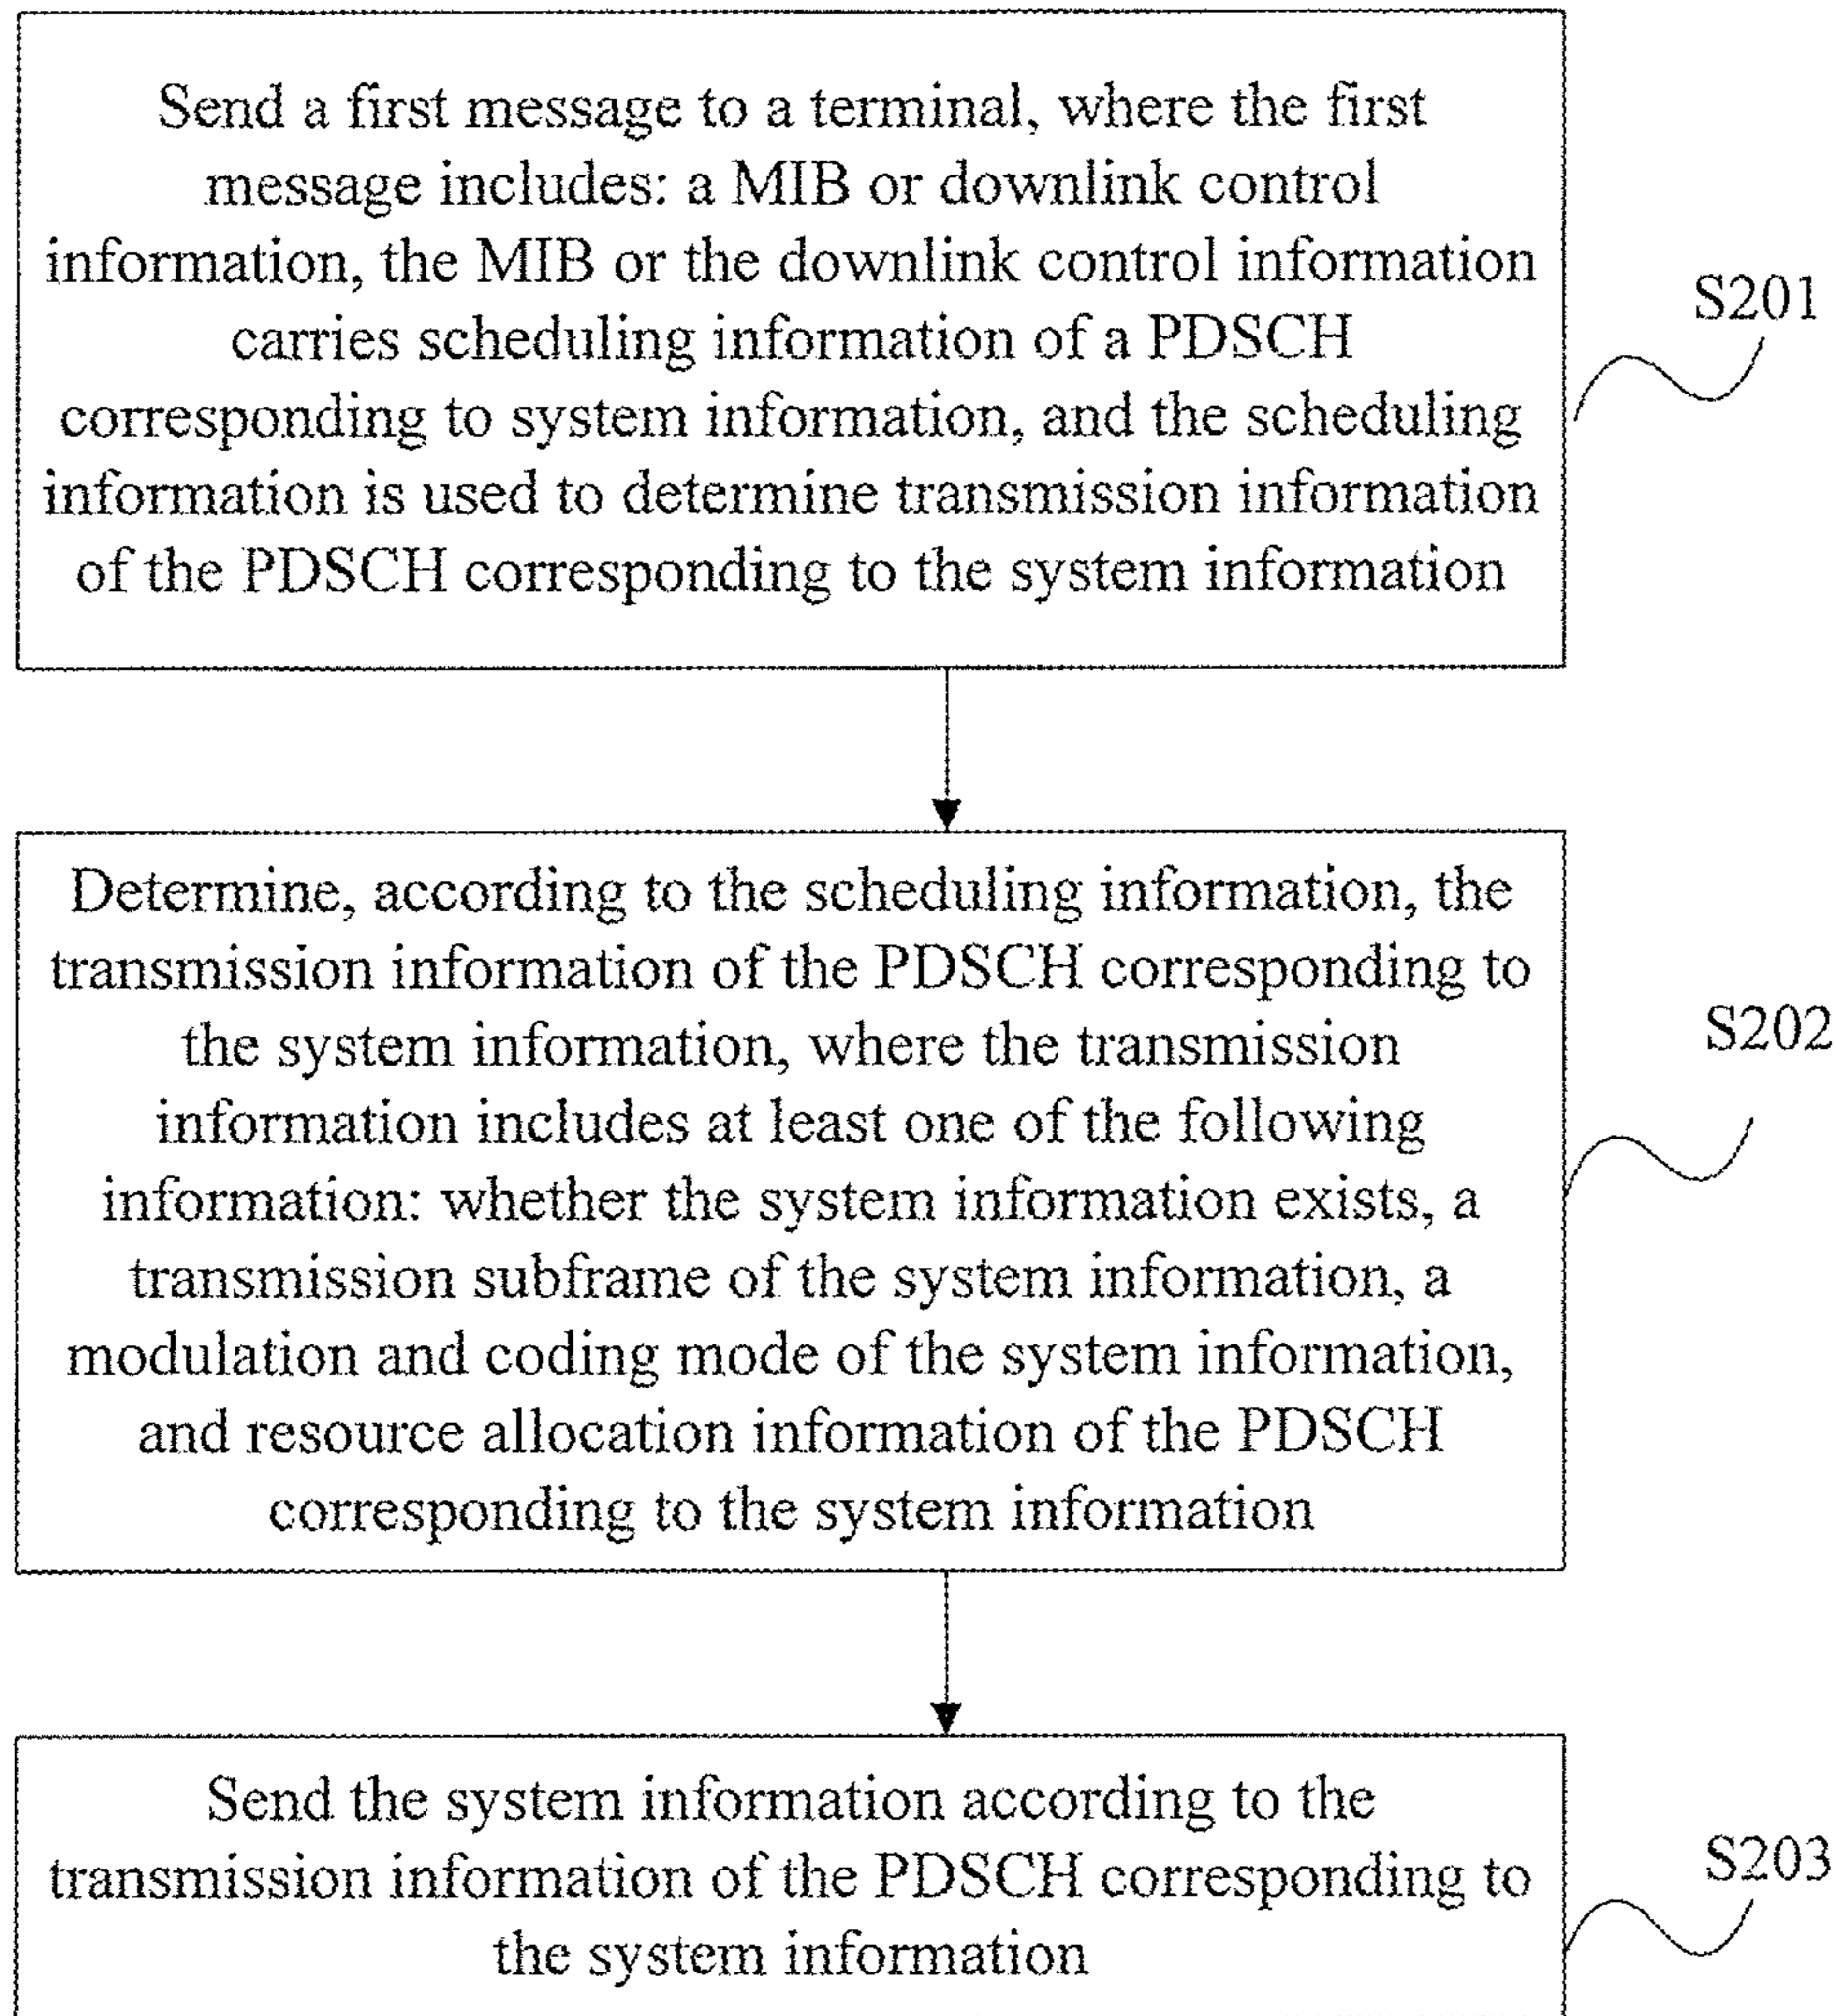 Send a first message to a terminal, where the first
message includes: a MIB or downlink control
information, the MIB or the downlink control information
carries scheduling information of a PDSCH
corresponding to system information, and the scheduling
information is used to determine transmission information
of the PDSCH corresponding to the system information
S201
Determine, according to the scheduling information, the
transmission information of the PDSCH corresponding to
the system information, where the transmission
information includes at least one of the following
information: whether the system information exists, a
transmission subframe of the system information, a
modulation and coding mode of the system information,
and resource allocation information of the PDSCH
corresponding to the system information
S202
Send the system information according to the
transmission information of the PDSCH corresponding to
the system information
S203